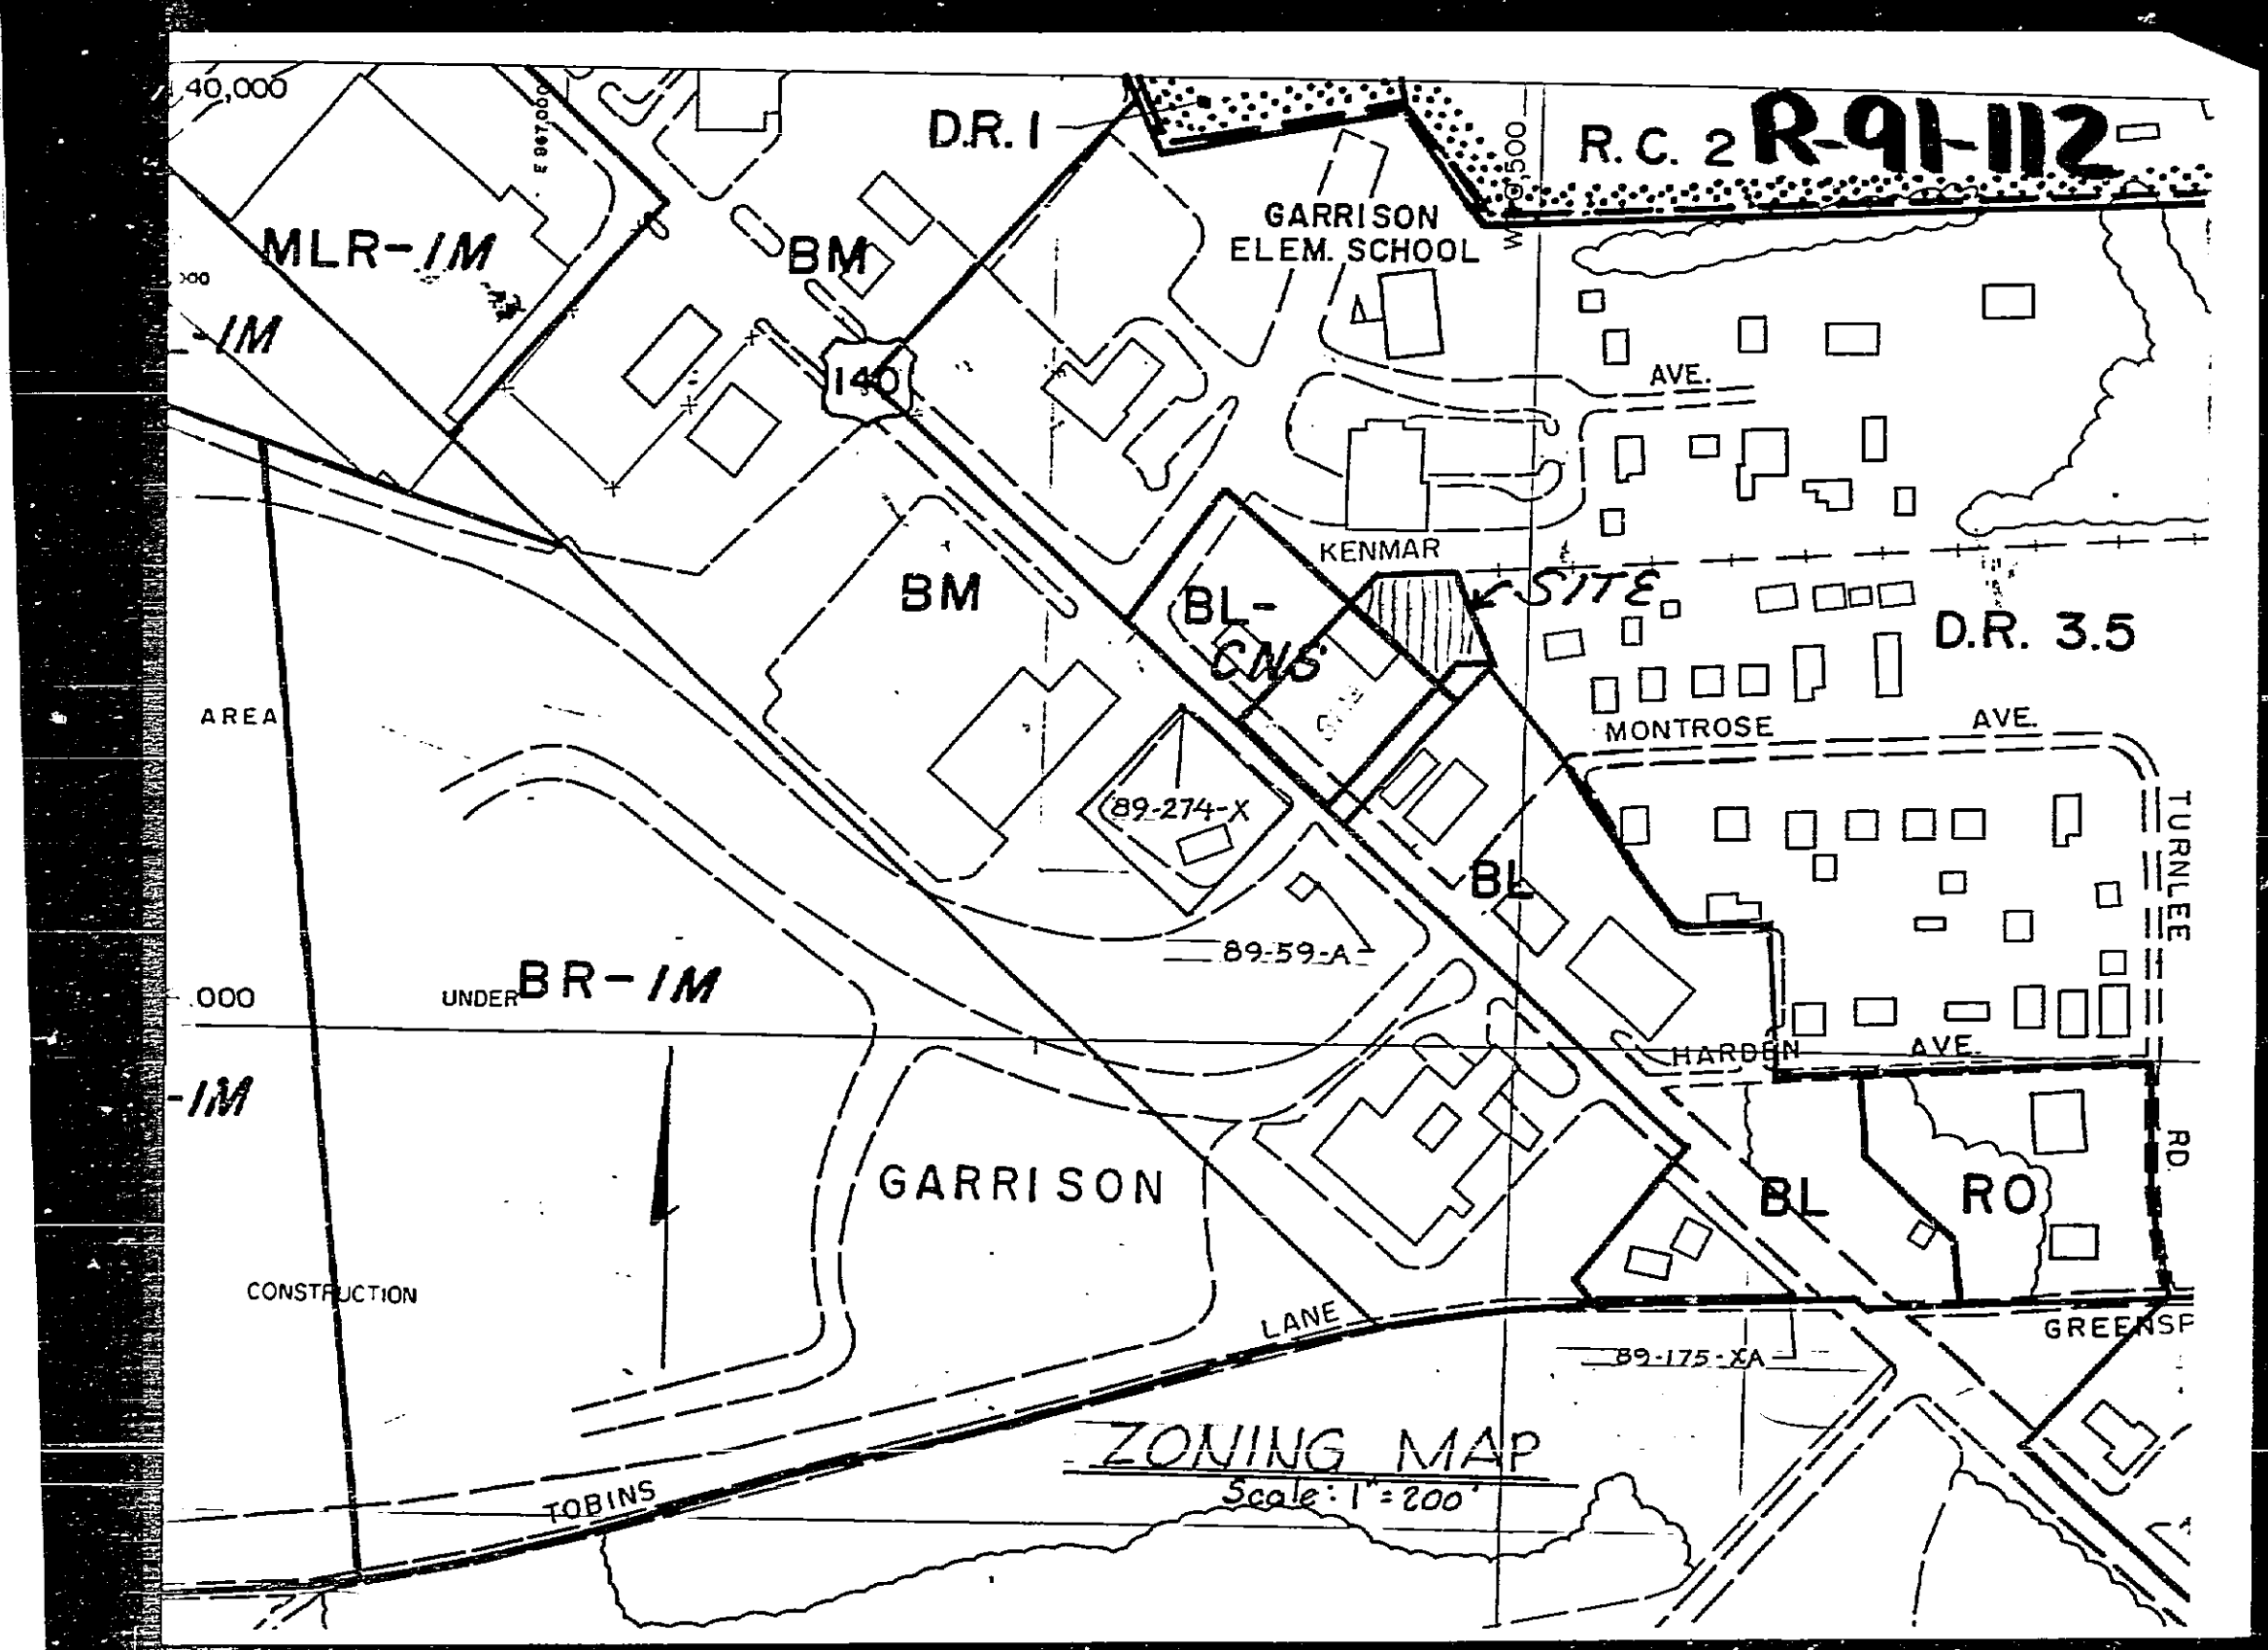 40,000
E 967,000
D.R. 1
R.C. 2
R-91-112
GARRISON
ELEM. SCHOOL
MLR-IM
BM
-IM
140
AVE.
KENMAR
BM
BL-
CNS
SITE
D.R. 3.5
AREA
MONTROSE
AVE.
89-274-X
TURNLEE
BL
89-59-A
UNDER
BR-IM
.000
HARDEN
AVE.
-IM
GARRISON
BL
RO
RD.
CONSTRUCTION
LANE
GREENSP
89-175-XA
ZONING MAP
Scale: 1"=200'
TOBINS